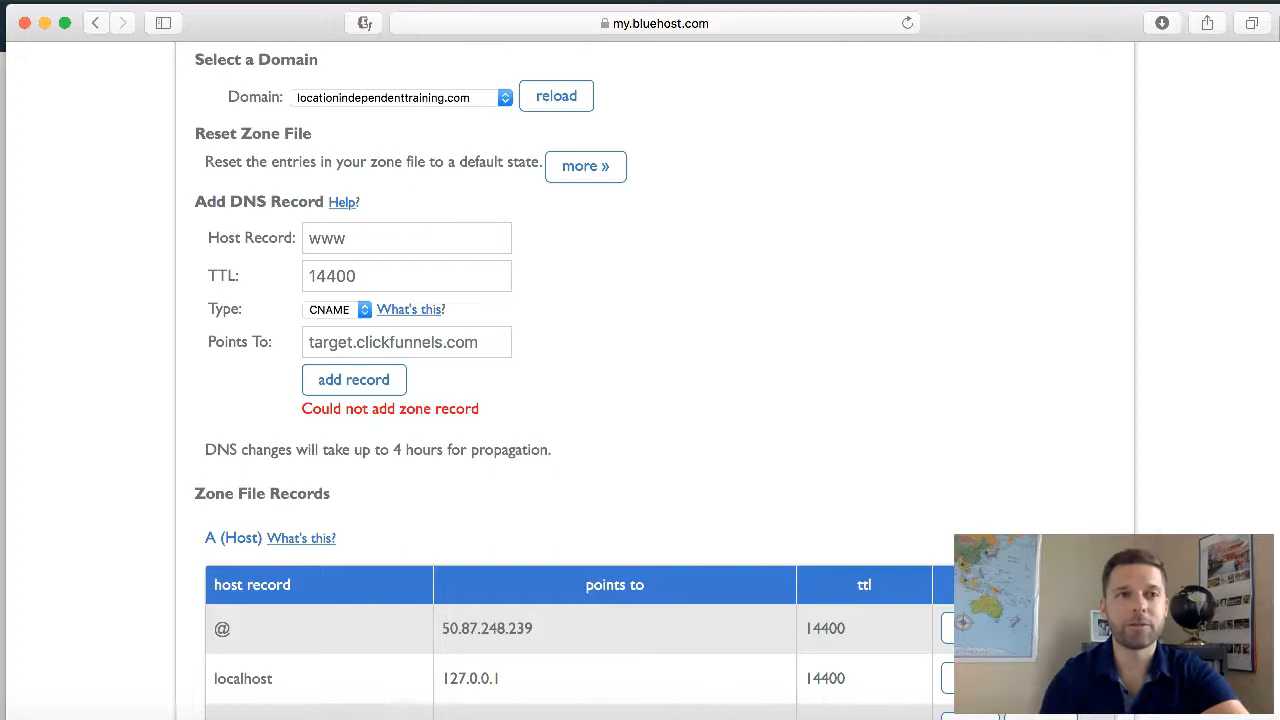 my.bluehost.com
Select a Domain
Domain: locationindependenttraining.com reload
Reset Zone File
Reset the entries in your zone file to a default state. more »
Add DNS Record Help?
Host Record: www
TTL: 14400
Type: CNAME What's this?
Points To: target.clickfunnels.com
add record
Could not add zone record
DNS changes will take up to 4 hours for propagation.
Zone File Records
A (Host) What's this?
host record points to ttl
@ 50.87.248.239 14400
localhost 127.0.0.1 14400